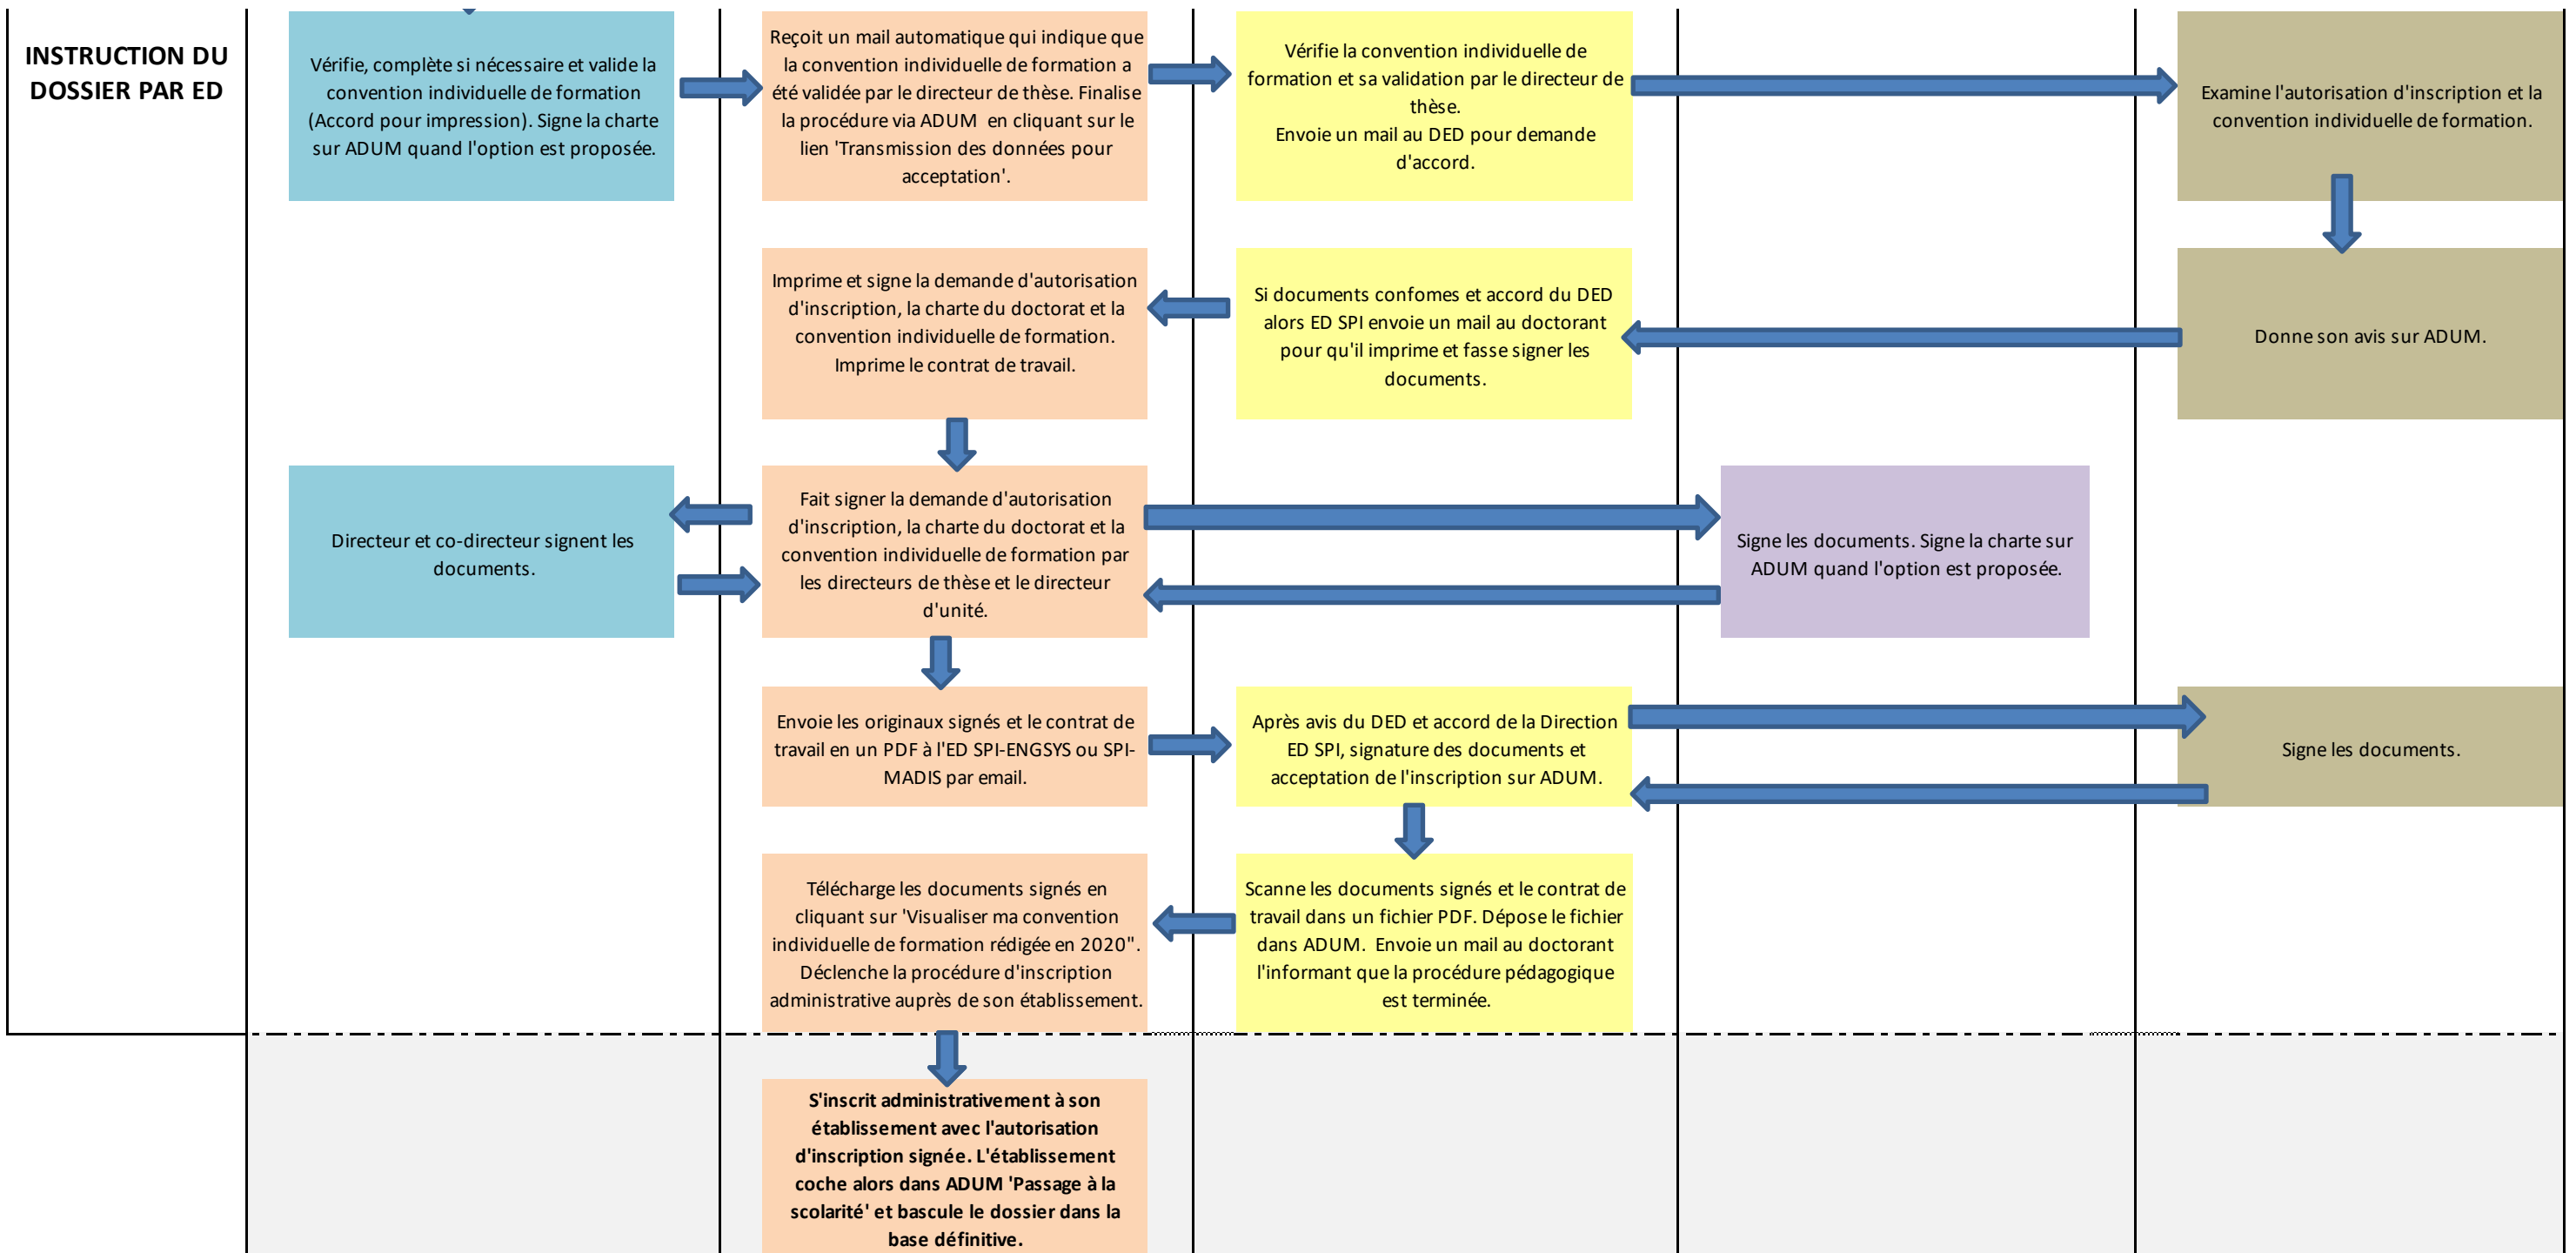 INSTRUCTION DU
DOSSIER PAR ED
Vérifie, complète si nécessaire et valide la
convention individuelle de formation
(Accord pour impression). Signe la charte
sur ADUM quand l'option est proposée.
Reçoit un mail automatique qui indique que
la convention individuelle de formation a
été validée par le directeur de thèse. Finalise
la procédure via ADUM  en cliquant sur le
lien 'Transmission des données pour
acceptation'.
Vérifie la convention individuelle de
formation et sa validation par le directeur de
thèse.
Envoie un mail au DED pour demande
d'accord.
Examine l'autorisation d'inscription et la
convention individuelle de formation.
Imprime et signe la demande d'autorisation
d'inscription, la charte du doctorat et la
convention individuelle de formation.
Imprime le contrat de travail.
Si documents confomes et accord du DED
alors ED SPI envoie un mail au doctorant
pour qu'il imprime et fasse signer les
documents.
Donne son avis sur ADUM.
Directeur et co-directeur signent les
documents.
Fait signer la demande d'autorisation
d'inscription, la charte du doctorat et la
convention individuelle de formation par
les directeurs de thèse et le directeur
d'unité.
Signe les documents. Signe la charte sur
ADUM quand l'option est proposée.
Envoie les originaux signés et le contrat de
travail en un PDF à l'ED SPI-ENGSYS ou SPI-
MADIS par email.
Après avis du DED et accord de la Direction
ED SPI, signature des documents et
acceptation de l'inscription sur ADUM.
Signe les documents.
Télécharge les documents signés en
cliquant sur 'Visualiser ma convention
individuelle de formation rédigée en 2020".
Déclenche la procédure d'inscription
administrative auprès de son établissement.
Scanne les documents signés et le contrat de
travail dans un fichier PDF. Dépose le fichier
dans ADUM.  Envoie un mail au doctorant
l'informant que la procédure pédagogique
est terminée.
S'inscrit administrativement à son
établissement avec l'autorisation
d'inscription signée. L'établissement
coche alors dans ADUM 'Passage à la
scolarité' et bascule le dossier dans la
base définitive.